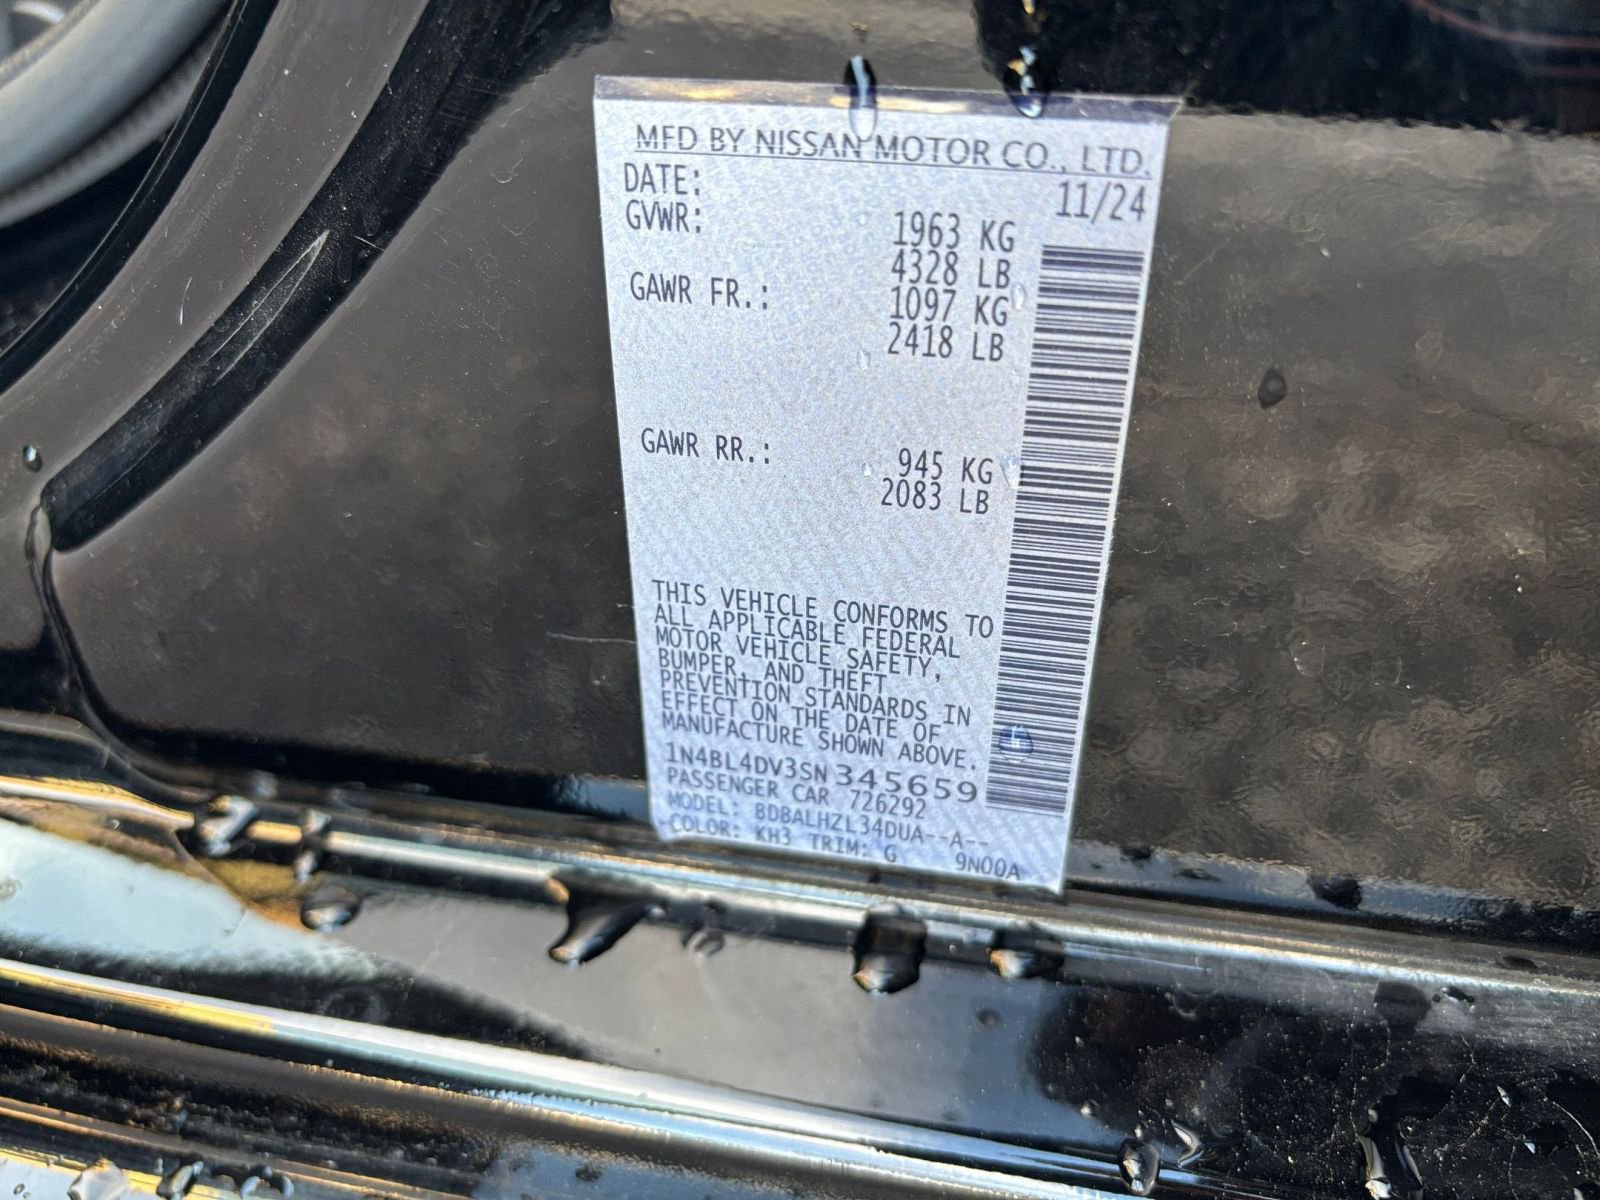 MFD BY NISSAN MOTOR CO., LTD.
DATE: 11/24
GVWR: 1963 KG
4328 LB
GAWR FR.: 1097 KG
2418 LB
GAWR RR.: 945 KG
2083 LB
THIS VEHICLE CONFORMS TO
ALL APPLICABLE FEDERAL
MOTOR VEHICLE SAFETY,
BUMPER, AND THEFT
PREVENTION STANDARDS IN
EFFECT ON THE DATE OF
MANUFACTURE SHOWN ABOVE.
1N4BL4DV3SN345659
PASSENGER CAR 726292
MODEL: BDBALHZL34DUA--A--
COLOR: KH3 TRIM: G 9N00A